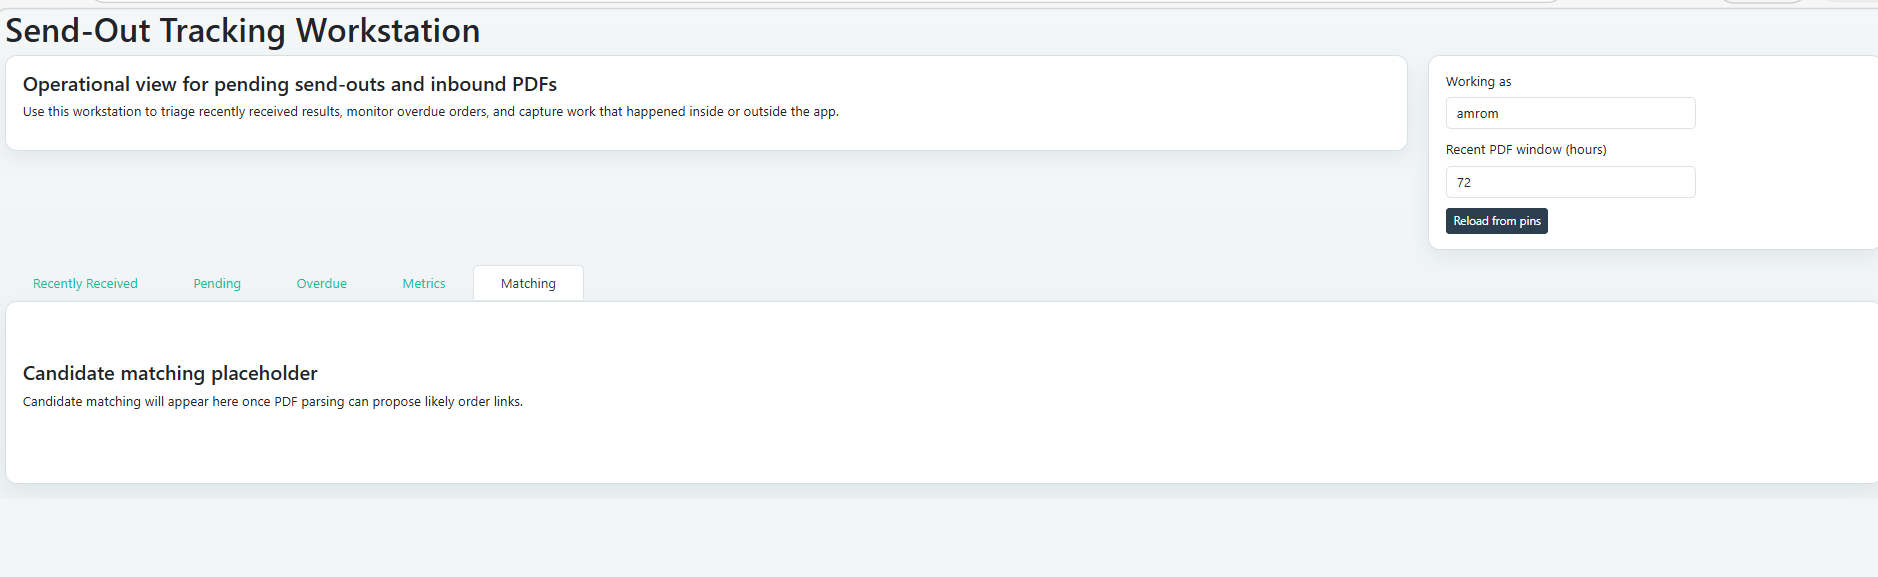 Send-Out Tracking Workstation
Operational view for pending send-outs and inbound PDFs
Use this workstation to triage recently received results, monitor overdue orders, and capture work that happened inside or outside the app.
Working as
amrom
Recent PDF window (hours)
72
Reload from pins
Recently Received
Pending
Overdue
Metrics
Matching
Candidate matching placeholder
Candidate matching will appear here once PDF parsing can propose likely order links.